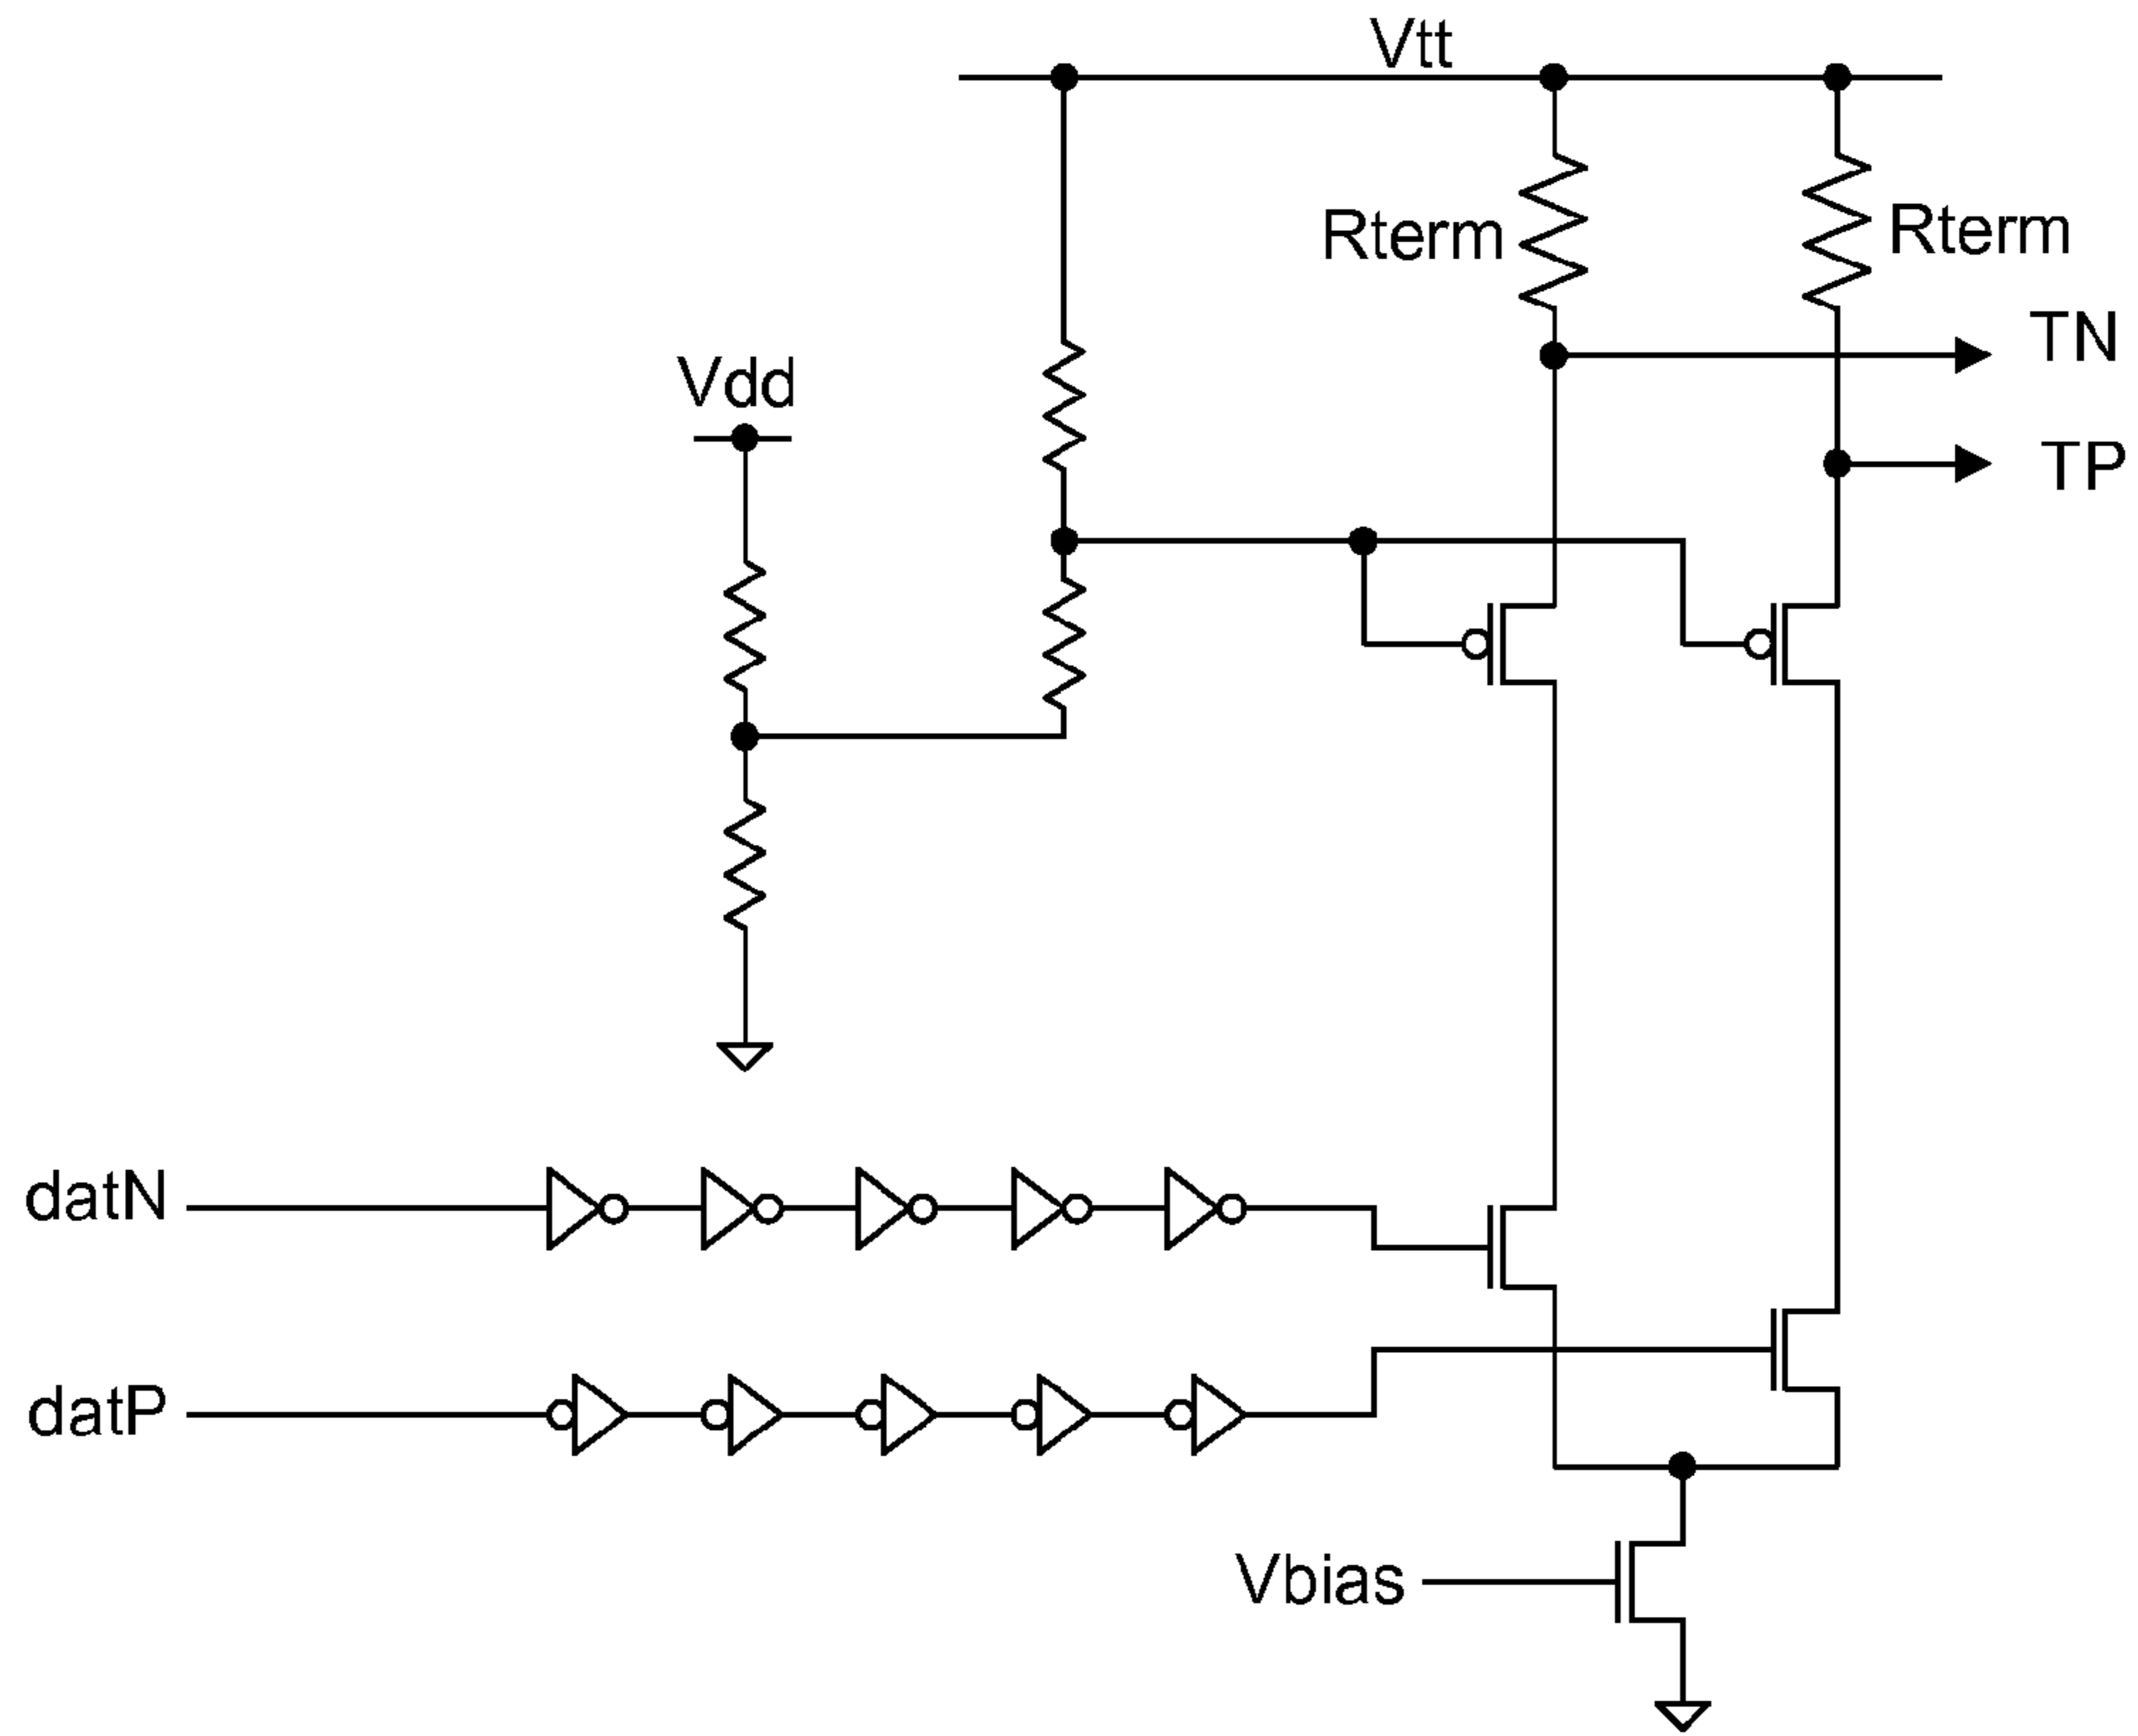 Vtt
Rterm
Rterm
TN
Vdd
TP
datN
datP
Vbias